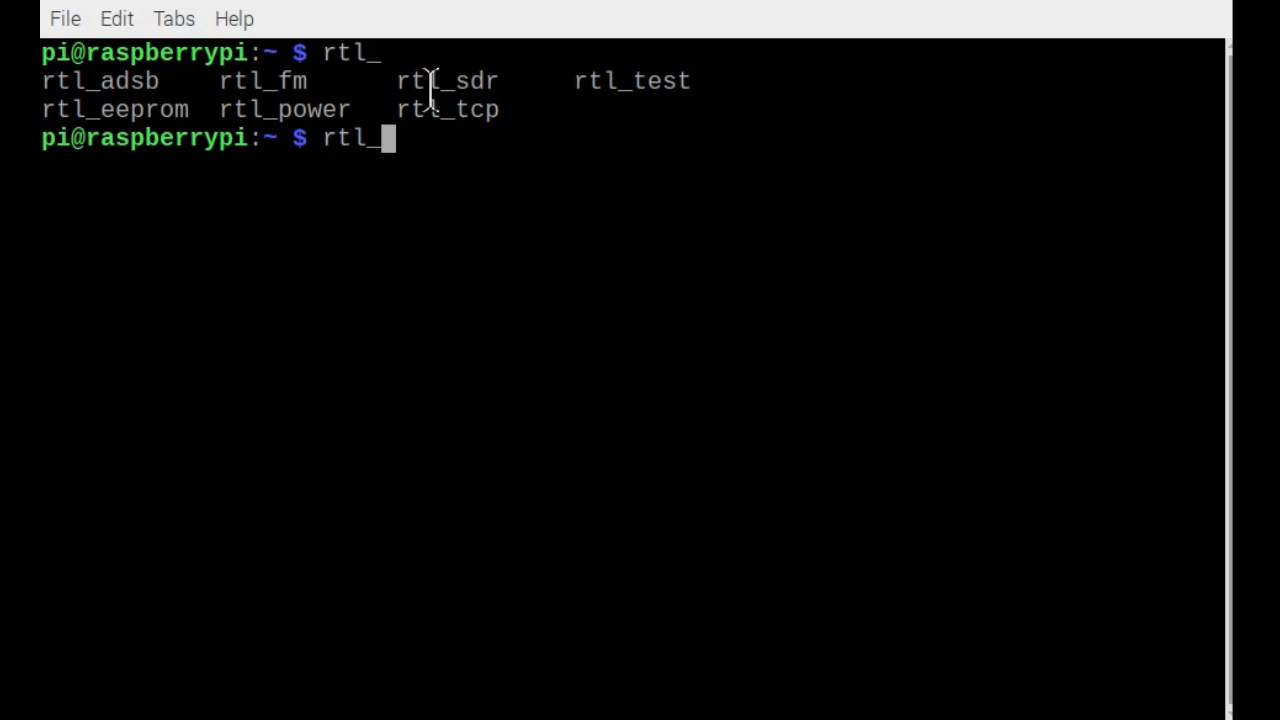 File Edit Tabs Help
pi@raspberrypi:~ $ rtl_
rtl_adsb rtl_fm rtl_sdr rtl_test
rtl_eeprom rtl_power rtl_tcp
pi@raspberrypi:~ $ rtl_